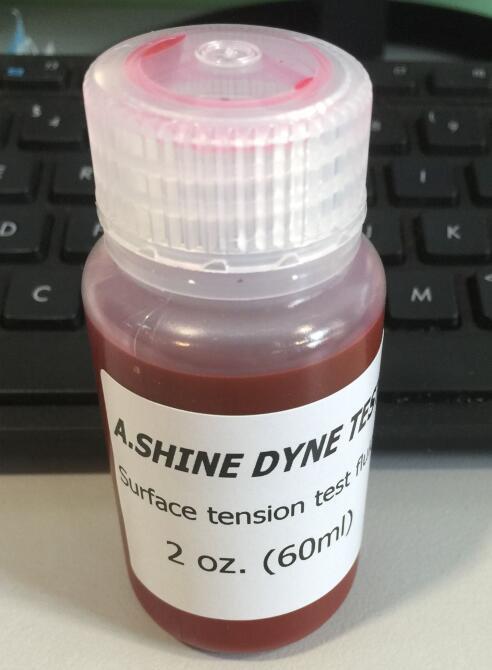 A.SHINE DYNE TES
Surface tension test flu
2 oz. (60ml)
C
M
K
I
D